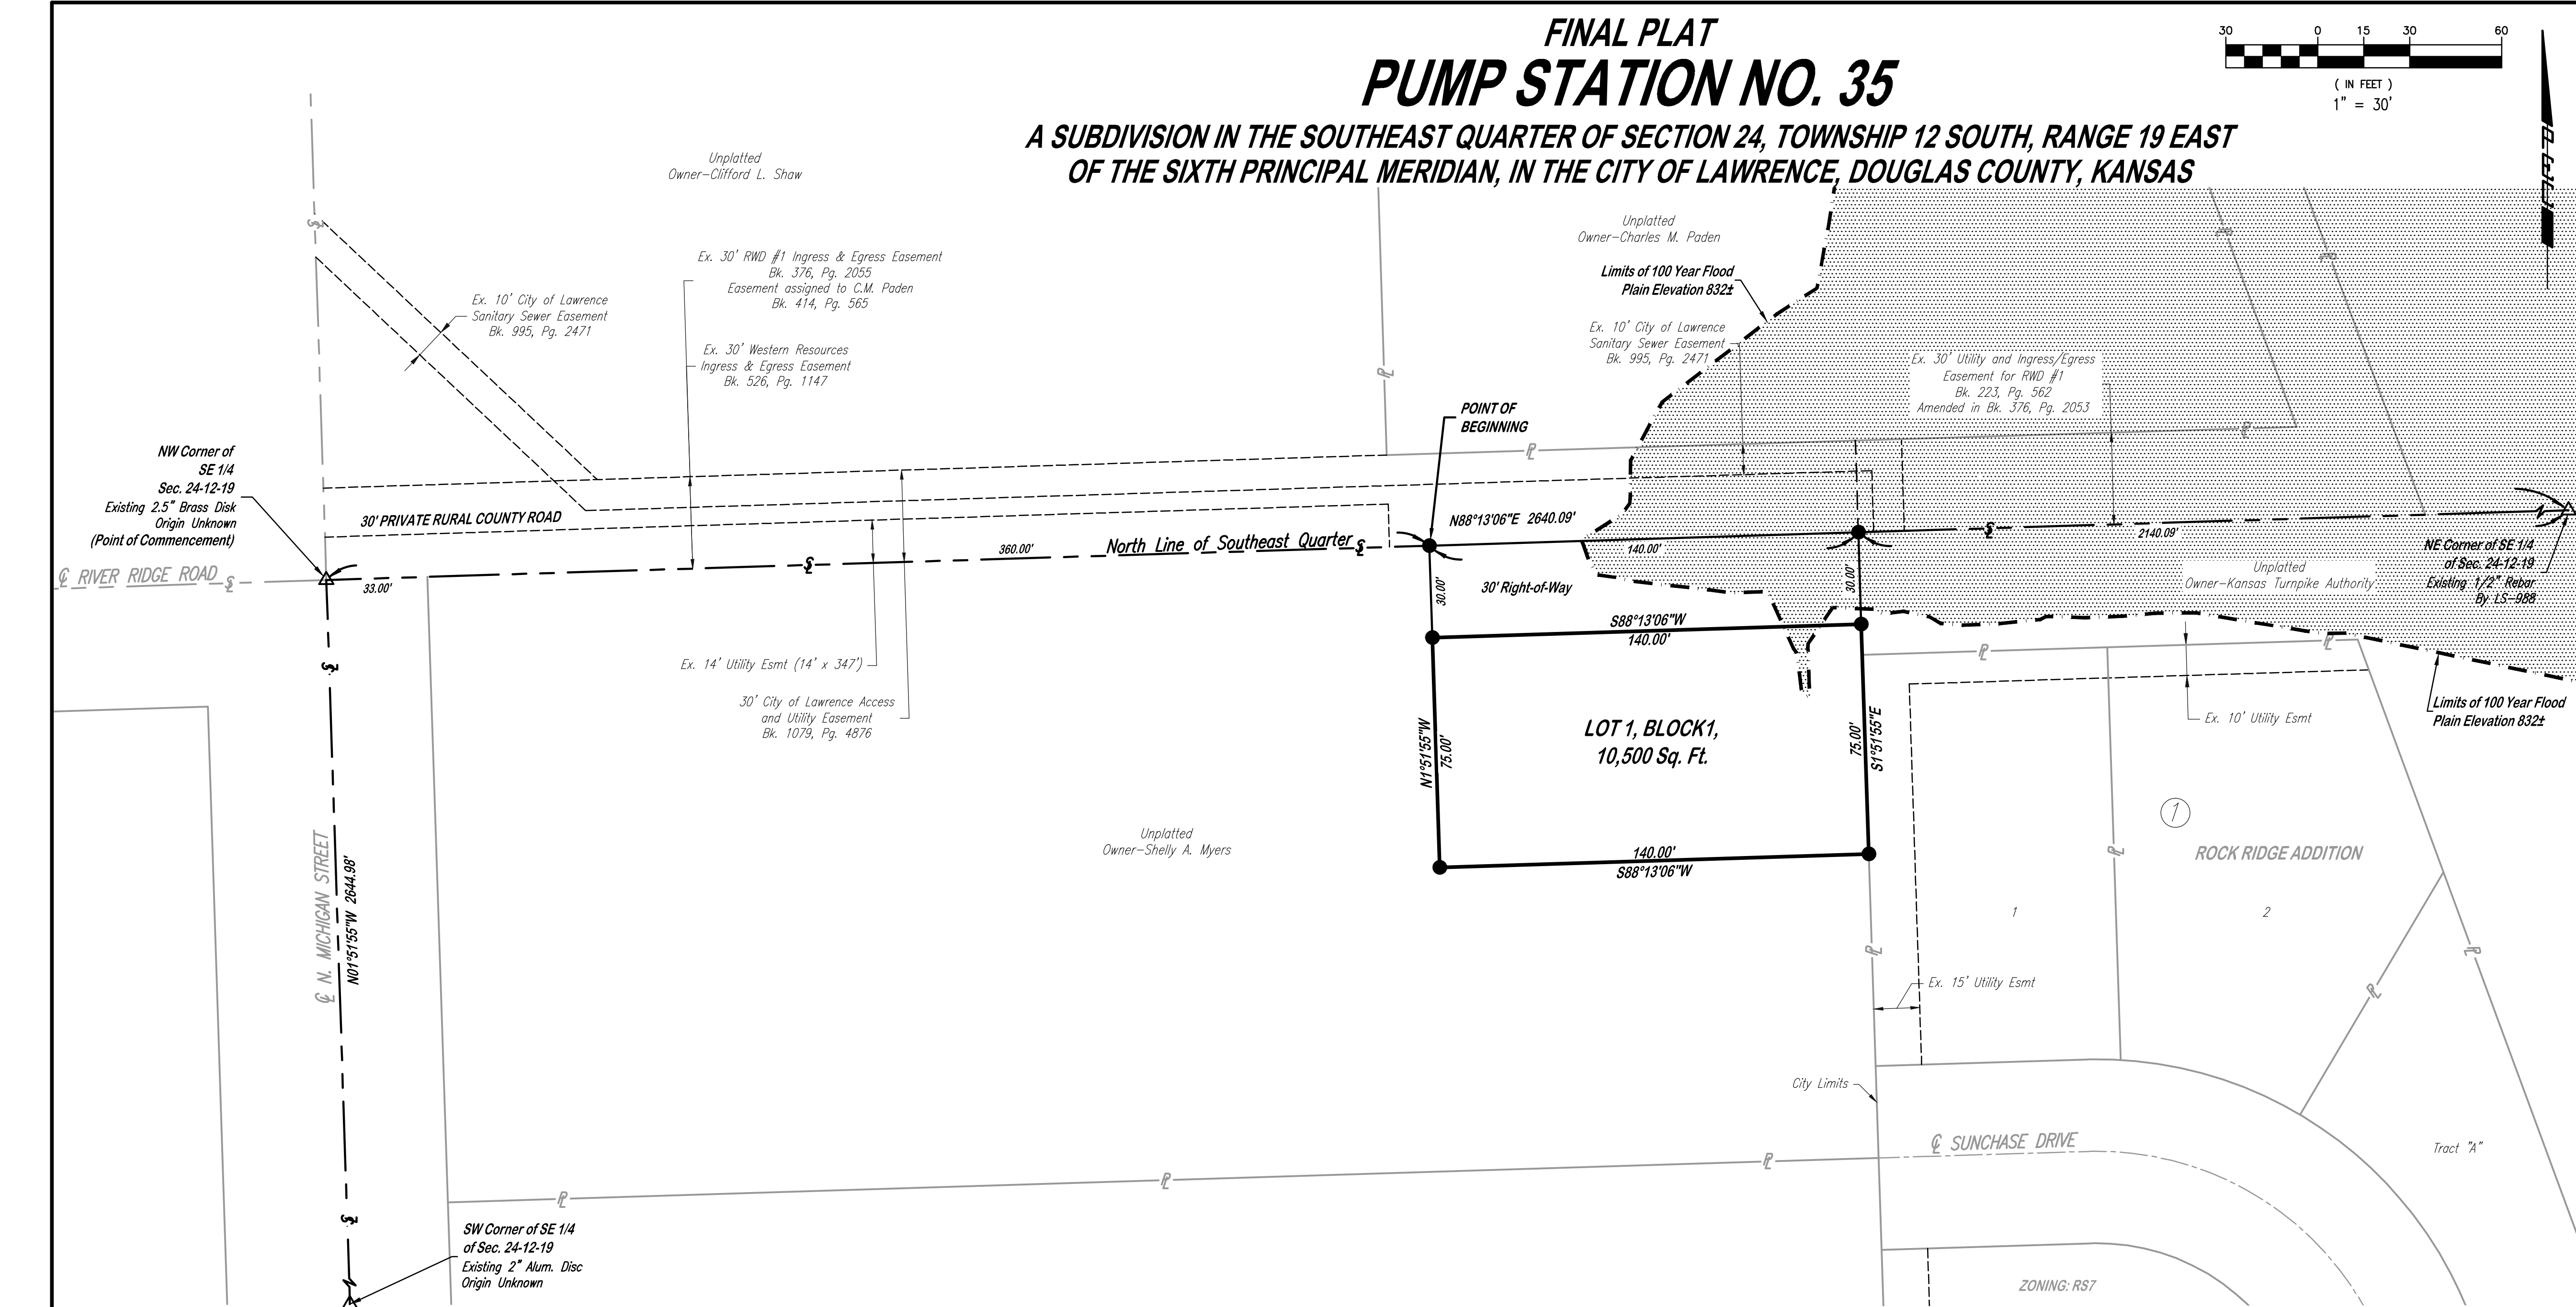 FINAL PLAT
PUMP STATION NO. 35
A SUBDIVISION IN THE SOUTHEAST QUARTER OF SECTION 24, TOWNSHIP 12 SOUTH, RANGE 19 EAST
OF THE SIXTH PRINCIPAL MERIDIAN, IN THE CITY OF LAWRENCE, DOUGLAS COUNTY, KANSAS
30 0 15 30 60
( IN FEET )
1" = 30'
Unplatted
Owner-Clifford L. Shaw
Unplatted
Owner-Charles M. Paden
Limits of 100 Year Flood
Plain Elevation 832±
Ex. 30' RWD #1 Ingress & Egress Easement
Bk. 376, Pg. 2055
Easement assigned to C.M. Paden
Bk. 414, Pg. 565
Ex. 10' City of Lawrence
Sanitary Sewer Easement
Bk. 995, Pg. 2471
Ex. 30' Western Resources
Ingress & Egress Easement
Bk. 526, Pg. 1147
Ex. 10' City of Lawrence
Sanitary Sewer Easement
Bk. 995, Pg. 2471
Ex. 30' Utility and Ingress/Egress
Easement for RWD #1
Bk. 223, Pg. 562
Amended in Bk. 376, Pg. 2053
POINT OF
BEGINNING
NW Corner of
SE 1/4
Sec. 24-12-19
Existing 2.5" Brass Disk
Origin Unknown
(Point of Commencement)
30' PRIVATE RURAL COUNTY ROAD
N88°13'06"E 2640.09'
360.00'
North Line of Southeast Quarter
140.00'
2140.09'
NE Corner of SE 1/4
of Sec. 24-12-19
Existing 1/2" Rebar
By LS-988
℄ RIVER RIDGE ROAD
33.00'
30.00'
30' Right-of-Way
30.00'
Unplatted
Owner-Kansas Turnpike Authority
S88°13'06"W
140.00'
Ex. 14' Utility Esmt (14' x 347')
30' City of Lawrence Access
and Utility Easement
Bk. 1079, Pg. 4876
N1°51'55"W
75.00'
LOT 1, BLOCK1,
10,500 Sq. Ft.
75.00'
S1°51'55"E
Ex. 10' Utility Esmt
Limits of 100 Year Flood
Plain Elevation 832±
℄ N. MICHIGAN STREET
N01°51'55"W 2644.98'
Unplatted
Owner-Shelly A. Myers
140.00'
S88°13'06"W
1
ROCK RIDGE ADDITION
1
2
Ex. 15' Utility Esmt
City Limits
℄ SUNCHASE DRIVE
Tract "A"
SW Corner of SE 1/4
of Sec. 24-12-19
Existing 2" Alum. Disc
Origin Unknown
ZONING: RS7